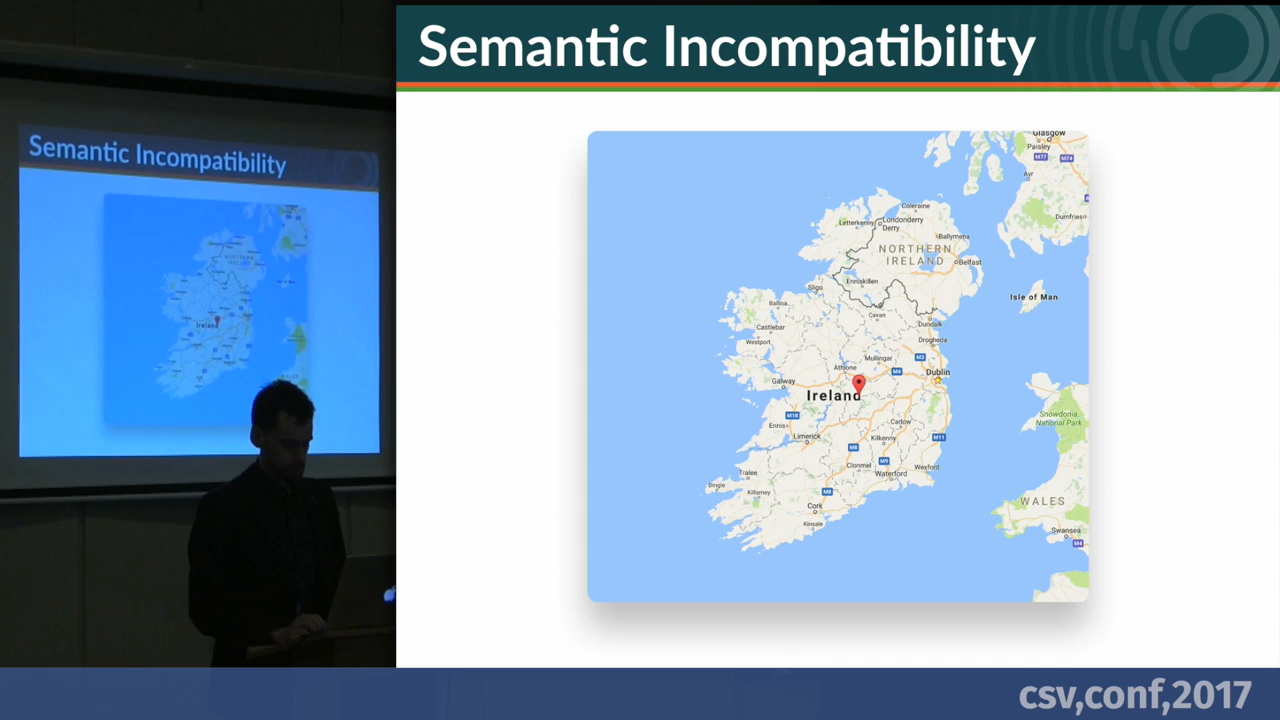 Semantic Incompatibility
Semantic Incompatibility
Ireland
Glasgow
Paisley
M77 M74
Ayr
Dumfries
Coleraine
Letterkenny
Londonderry
Derry
Ballymena
NORTHERN
IRELAND
Belfast
Enniskillen
Sligo
Isle of Man
Ballina
Cavan
Dundalk
Castlebar
Westport
Drogheda
Mullingar
M3
Athlone
M4
Dublin
Galway
Ireland
Snowdonia
National Park
M18
Ennis
Carlow
Limerick
Kilkenny
M11
M8
M9
Clonmel
Wexford
Tralee
Waterford
Dingle
Killarney
M8
WALES
Cork
Kinsale
Swansea
M4
csv,conf,2017